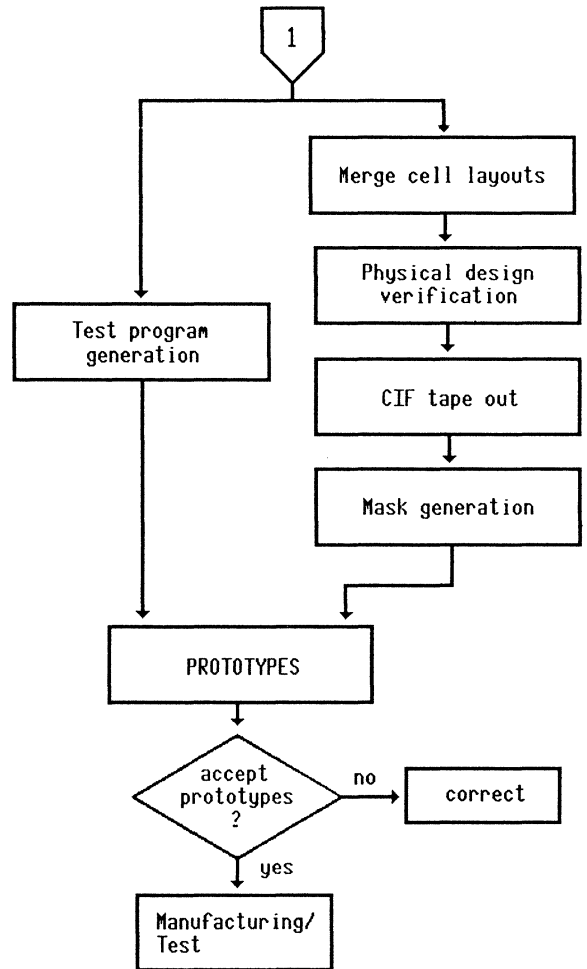 1
Merge cell layouts
Physical design
verification
Test program
generation
CIF tape out
Mask generation
PROTOTYPES
accept
prototypes
?
no
correct
yes
Manufacturing/
Test